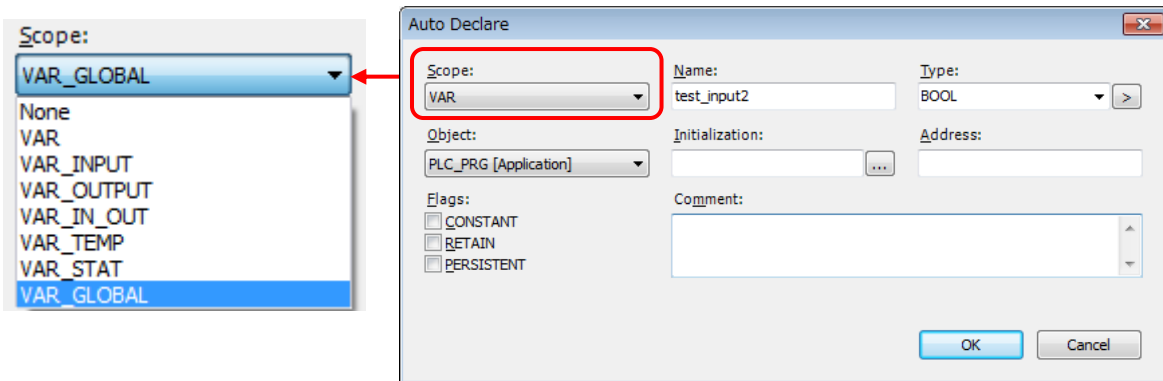 Scope:
VAR_GLOBAL
None
VAR
VAR_INPUT
VAR_OUTPUT
VAR_IN_OUT
VAR_TEMP
VAR_STAT
VAR_GLOBAL
Auto Declare
Scope: Name: Type:
VAR test_input2 BOOL >
Object: Initialization: Address:
PLC_PRG [Application] ...
Flags: Comment:
CONSTANT
RETAIN
PERSISTENT
OK Cancel